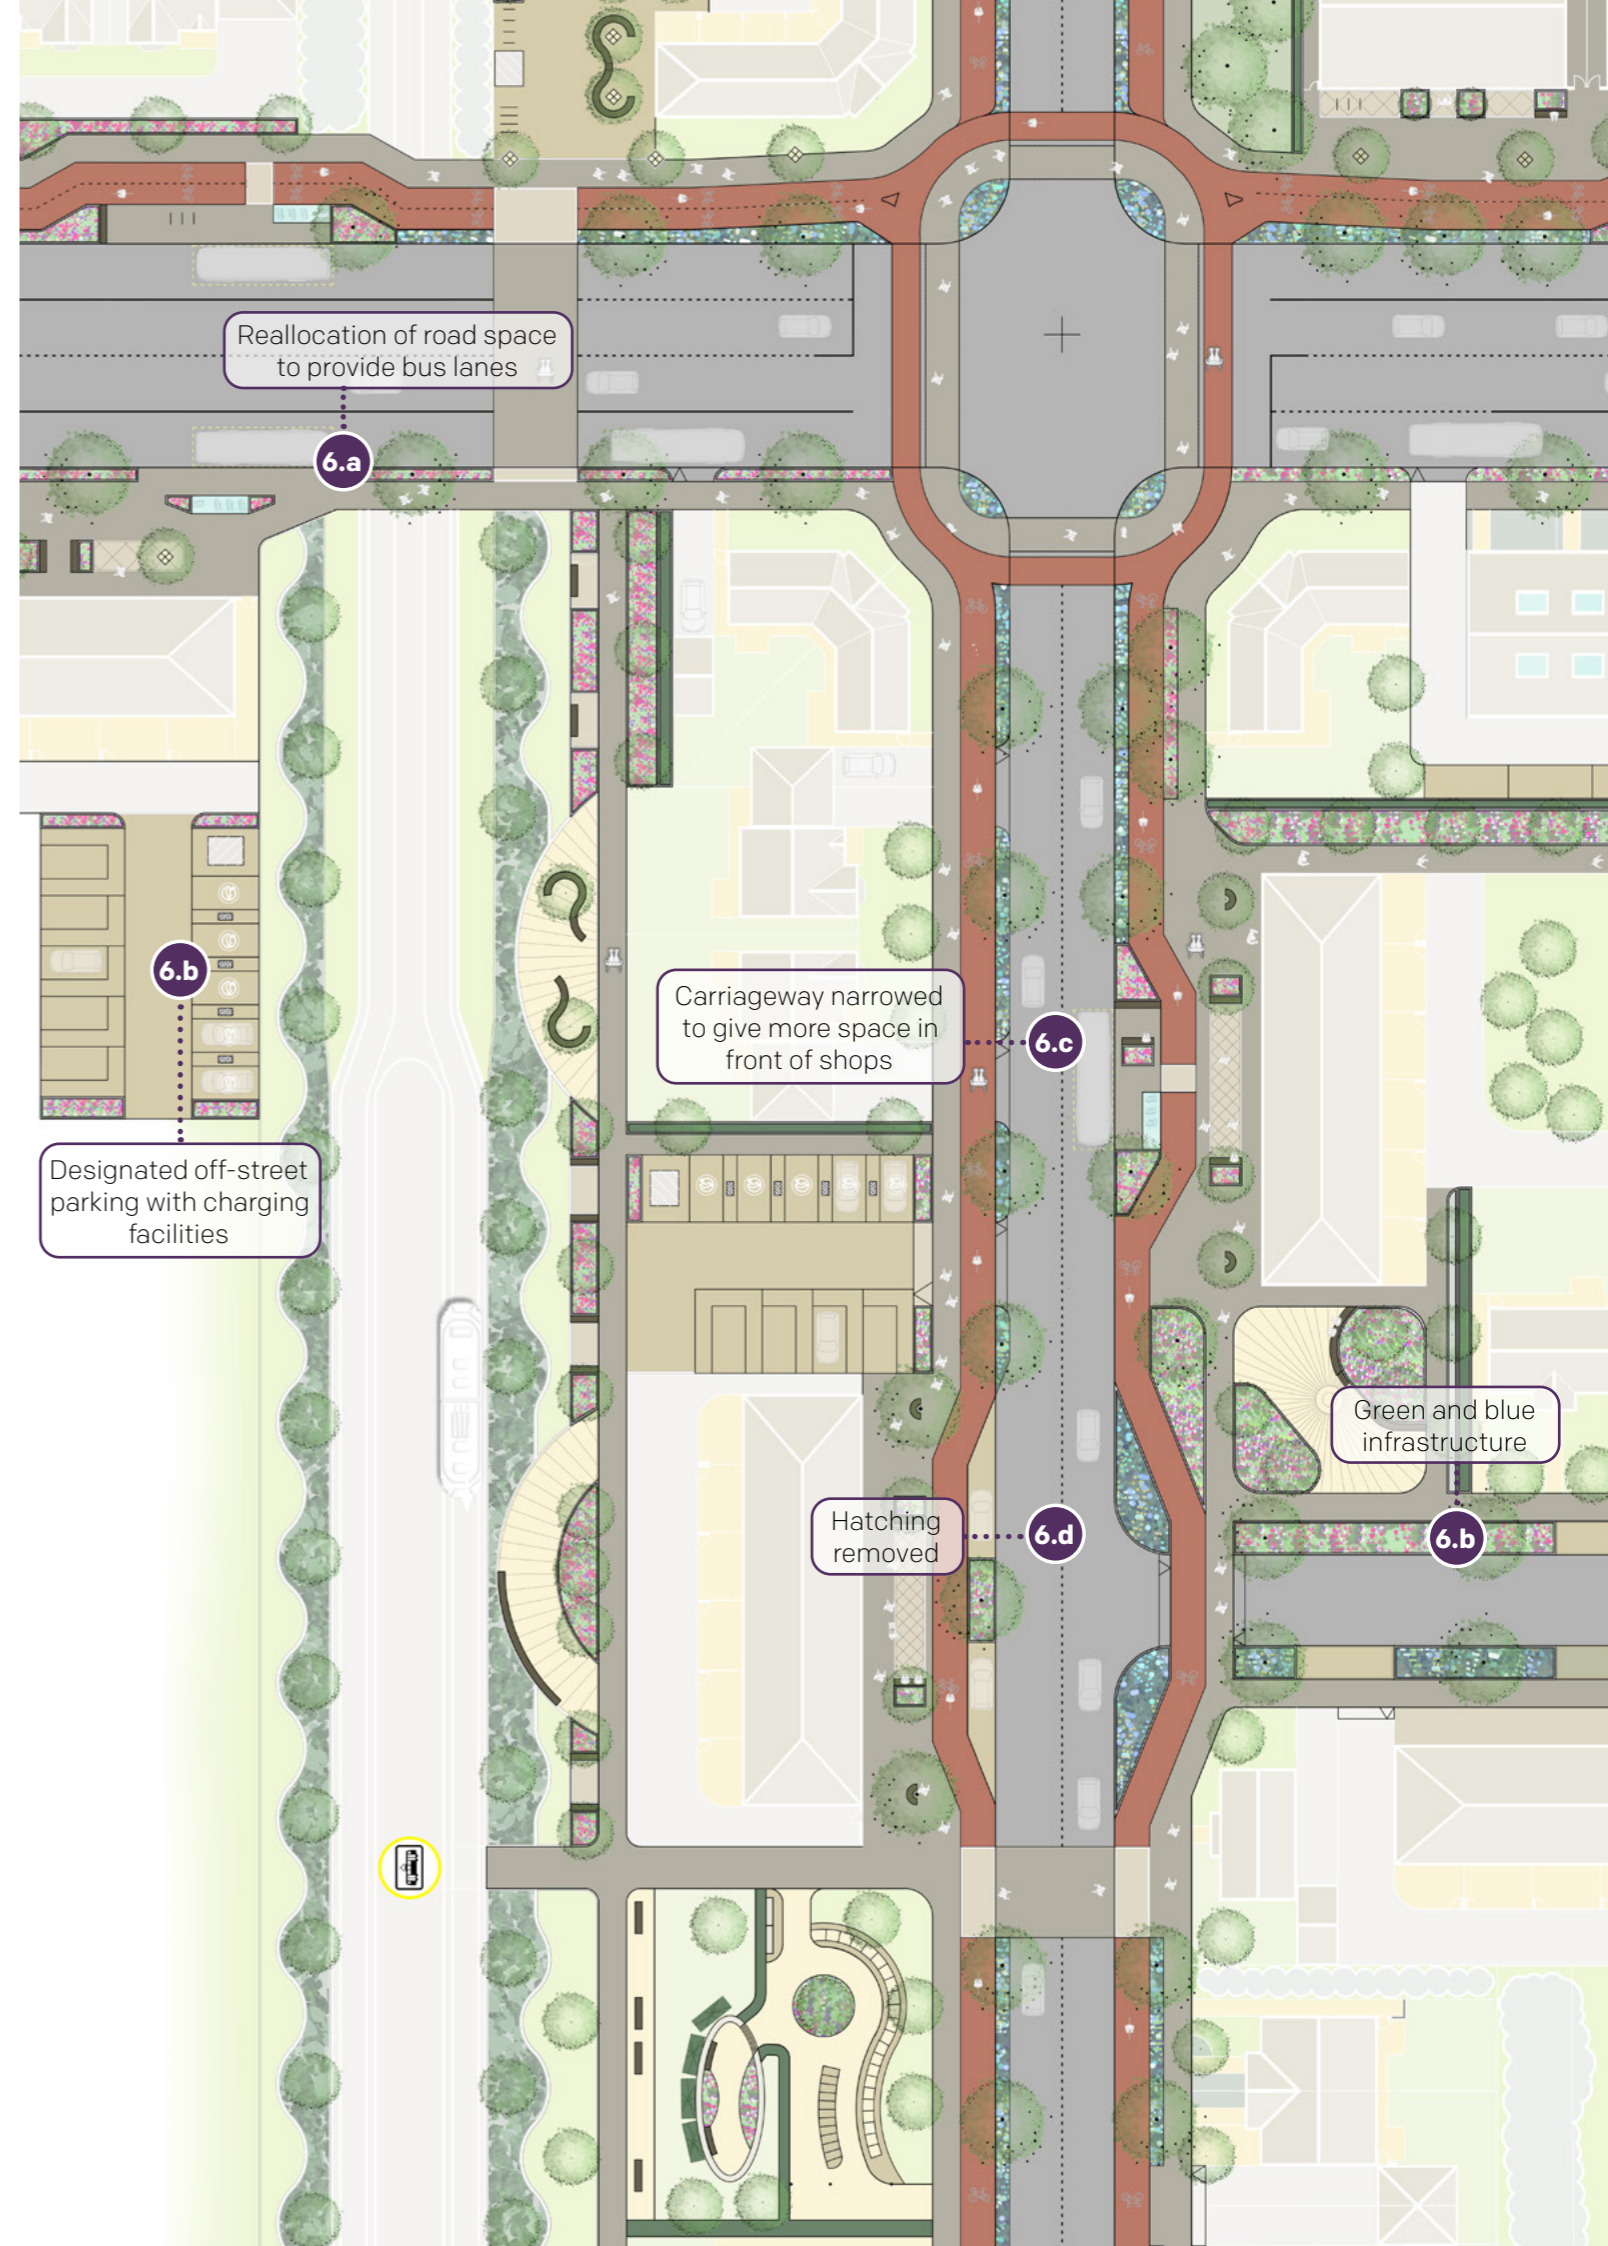 Reallocation of road space
to provide bus lanes
6.a
6.b
Carriageway narrowed
to give more space in
front of shops
6.c
Designated off-street
parking with charging
facilities
Green and blue
infrastructure
Hatching
removed
6.d
6.b